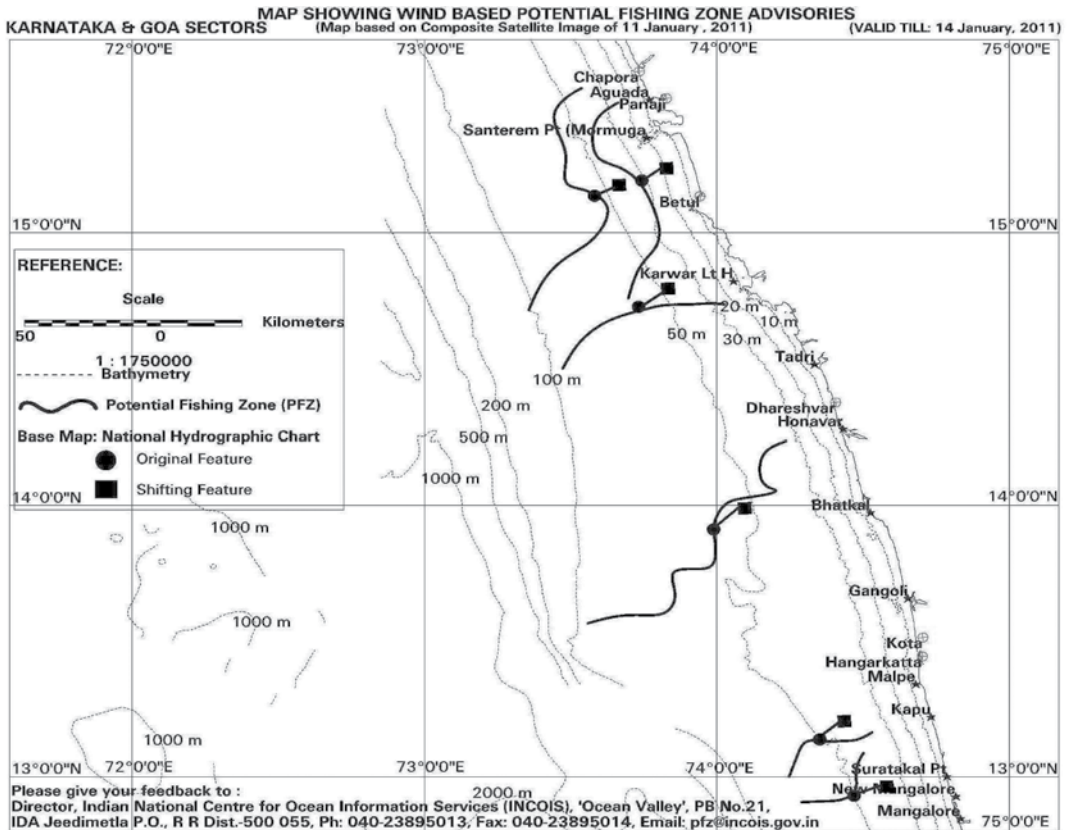 MAP SHOWING WIND BASED POTENTIAL FISHING ZONE ADVISORIES
KARNATAKA & GOA SECTORS
(Map based on Composite Satellite Image of 11 January , 2011)
(VALID TILL: 14 January, 2011)
72°0'0"E
73°0'0"E
74°0'0"E
75°0'0"E
Chapora
Aguada
Panaji
Santerem Pt (Mormuga
Betul
15°0'0"N
15°0'0"N
REFERENCE:
Scale
Kilometers
50
0
1 : 1750000
Bathymetry
Potential Fishing Zone (PFZ)
Base Map: National Hydrographic Chart
Original Feature
Shifting Feature
Karwar Lt H
20 m
10 m
50 m
30 m
Tadri
100 m
200 m
500 m
1000 m
Dhareshvar
Honavar
14°0'0"N
14°0'0"N
1000 m
Bhatkal
Gangoli
1000 m
Kota
Hangarkatta
Malpe
Kapu
1000 m
13°0'0"N
72°0'0"E
73°0'0"E
74°0'0"E
13°0'0"N
Suratakal Pt
New Mangalore
Mangalore
75°0'0"E
2000 m
Please give your feedback to :
Director, Indian National Centre for Ocean Information Services (INCOIS), 'Ocean Valley', PB No.21,
IDA Jeedimetla P.O., R R Dist.-500 055, Ph: 040-23895013, Fax: 040-23895014, Email: pfz@incois.gov.in